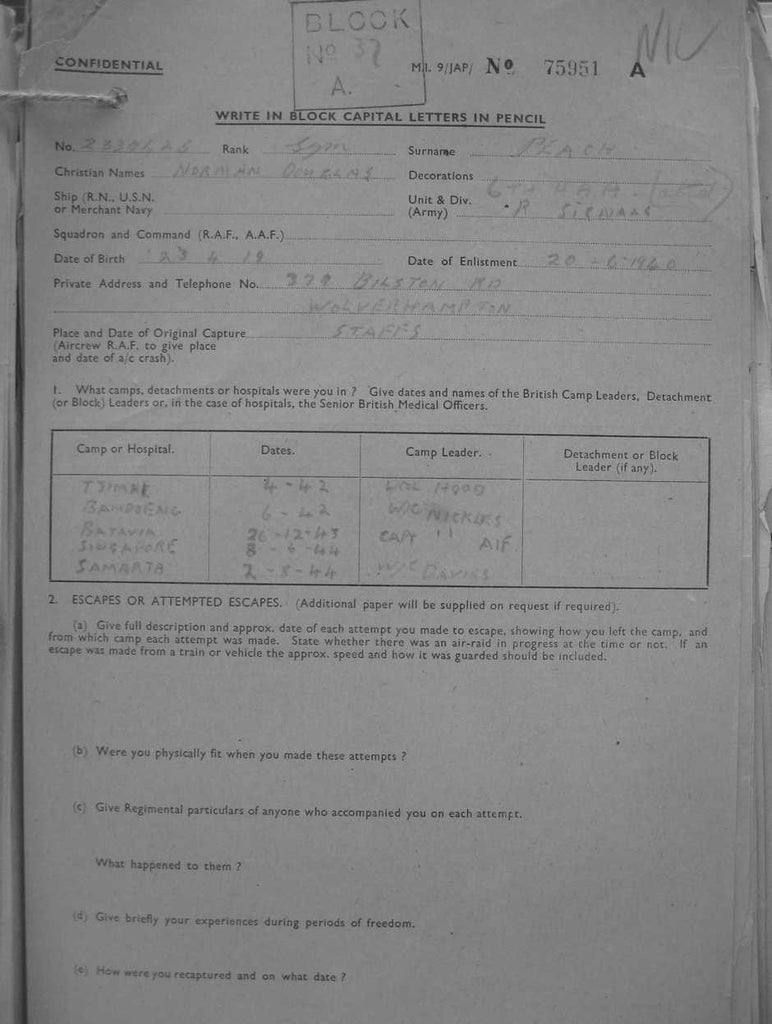 BLOCK
Nº 37
A.
CONFIDENTIAL
M.I. 9/JAP/ Nº 75951 A
WRITE IN BLOCK CAPITAL LETTERS IN PENCIL
No. Rank Surname PEACH
Christian Names NORMAN DOUGLAS Decorations
Ship (R.N., U.S.N.
or Merchant Navy
Unit & Div.
(Army) R SIGNALS
Squadron and Command (R.A.F., A.A.F.)
Date of Birth 23 4 19 Date of Enlistment 20-6-1940
Private Address and Telephone No. 379 BILSTON RD
WOLVERHAMPTON
Place and Date of Original Capture STAFFS
(Aircrew R.A.F. to give place
and date of a/c crash).
1. What camps, detachments or hospitals were you in ? Give dates and names of the British Camp Leaders, Detachment
(or Block) Leaders or, in the case of hospitals, the Senior British Medical Officers.
Camp or Hospital. Dates. Camp Leader. Detachment or Block
Leader (if any).
4-42
BANDOENG 6-42 W/C NICKLES
BATAVIA 26-12-43 CAPT " AIF
SINGAPORE 8-6-44
SAMARTA 2-8-44 W/C DAVIES
2. ESCAPES OR ATTEMPTED ESCAPES. (Additional paper will be supplied on request if required).
(a) Give full description and approx. date of each attempt you made to escape, showing how you left the camp, and
from which camp each attempt was made. State whether there was an air-raid in progress at the time or not. If an
escape was made from a train or vehicle the approx. speed and how it was guarded should be included.
(b) Were you physically fit when you made these attempts ?
(c) Give Regimental particulars of anyone who accompanied you on each attempt.
What happened to them ?
(d) Give briefly your experiences during periods of freedom.
(e) How were you recaptured and on what date ?